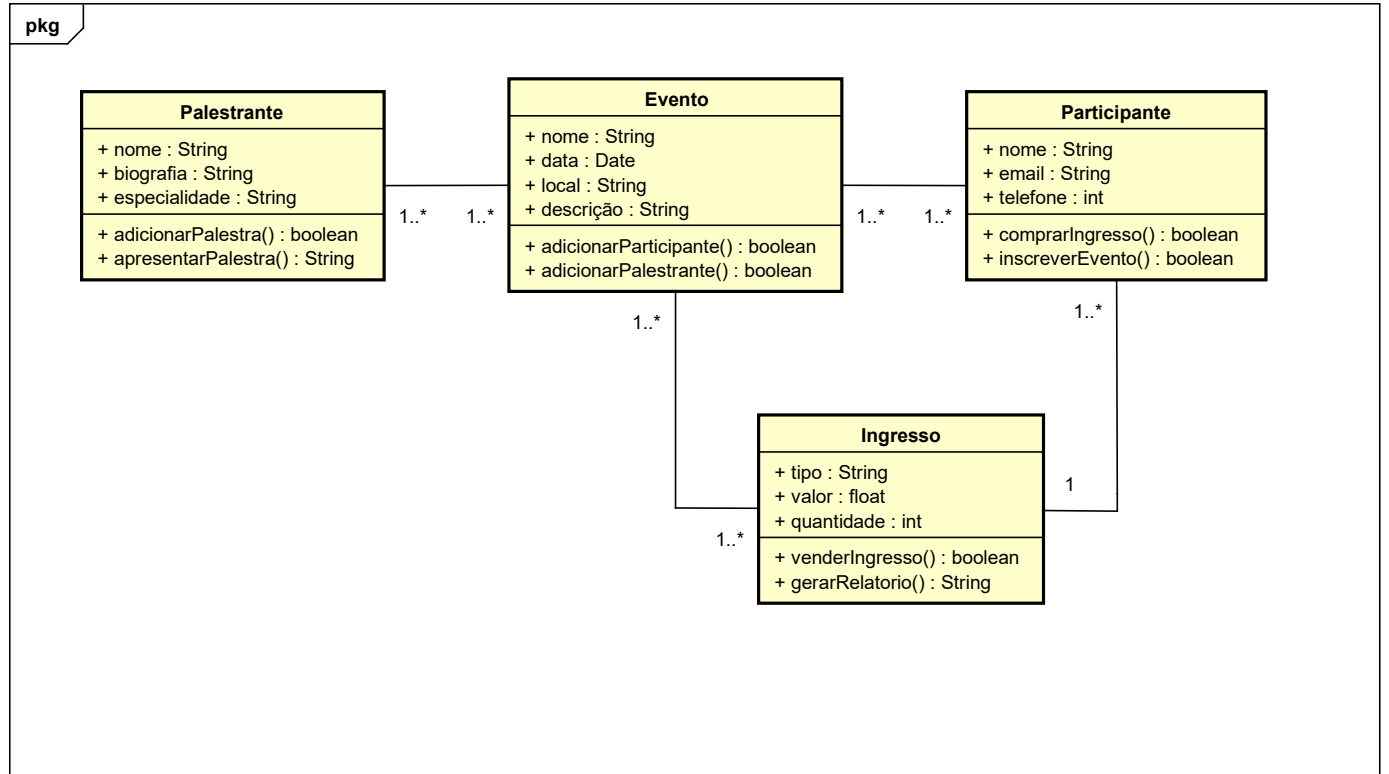 pkg
Palestrante
+ nome : String
+ biografia : String
+ especialidade : String
+ adicionarPalestra() : boolean
+ apresentarPalestra() : String
1..*
1..*
Evento
+ nome : String
+ data : Date
+ local : String
+ descrição : String
+ adicionarParticipante() : boolean
+ adicionarPalestrante() : boolean
1..*
1..*
Participante
+ nome : String
+ email : String
+ telefone : int
+ comprarIngresso() : boolean
+ inscreverEvento() : boolean
1..*
1..*
Ingresso
+ tipo : String
+ valor : float
+ quantidade : int
+ venderIngresso() : boolean
+ gerarRelatorio() : String
1
1..*